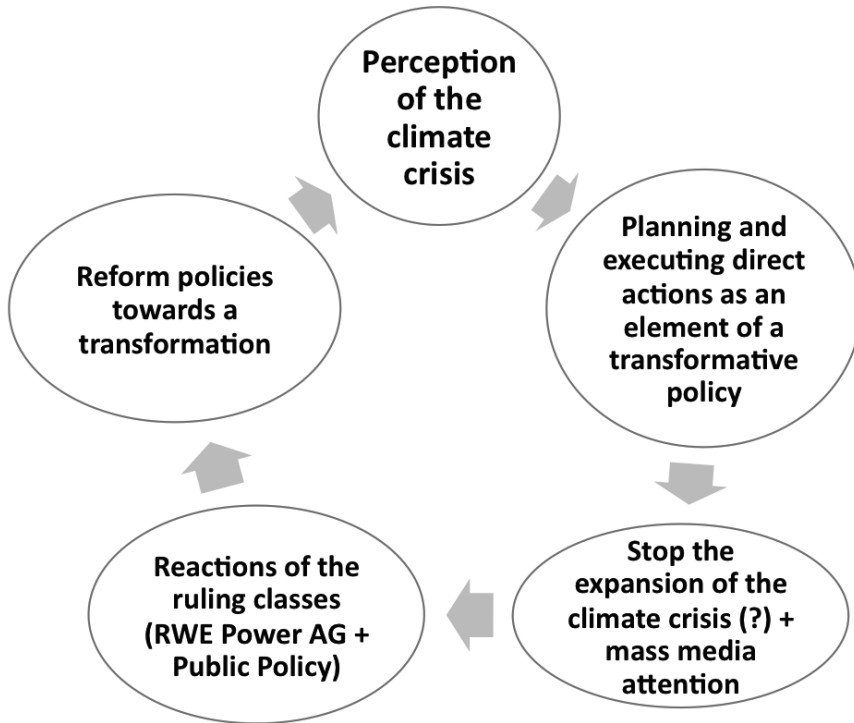 Perception
of the
climate
crisis
Planning and
executing direct
actions as an
element of a
transformative
policy
Stop the
expansion of the
climate crisis (?) +
mass media
attention
Reactions of the
ruling classes
(RWE Power AG +
Public Policy)
Reform policies
towards a
transformation